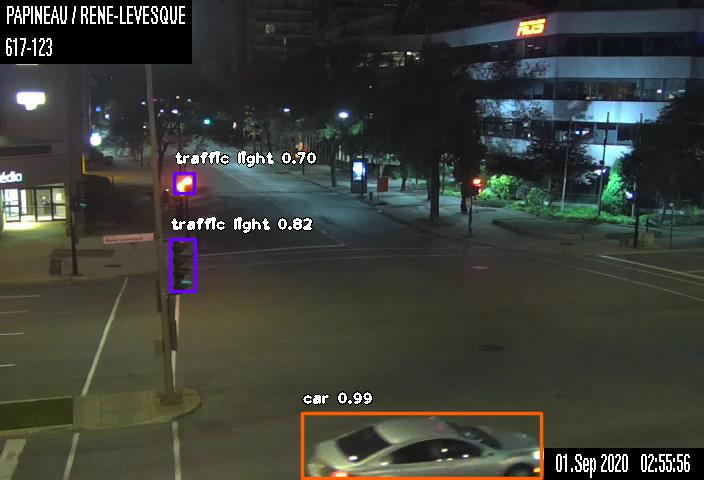 PAPINEAU / RENE-LEVESQUE
617-123
traffic light 0.70
traffic light 0.82
car 0.99
01.Sep 2020 02:55:56